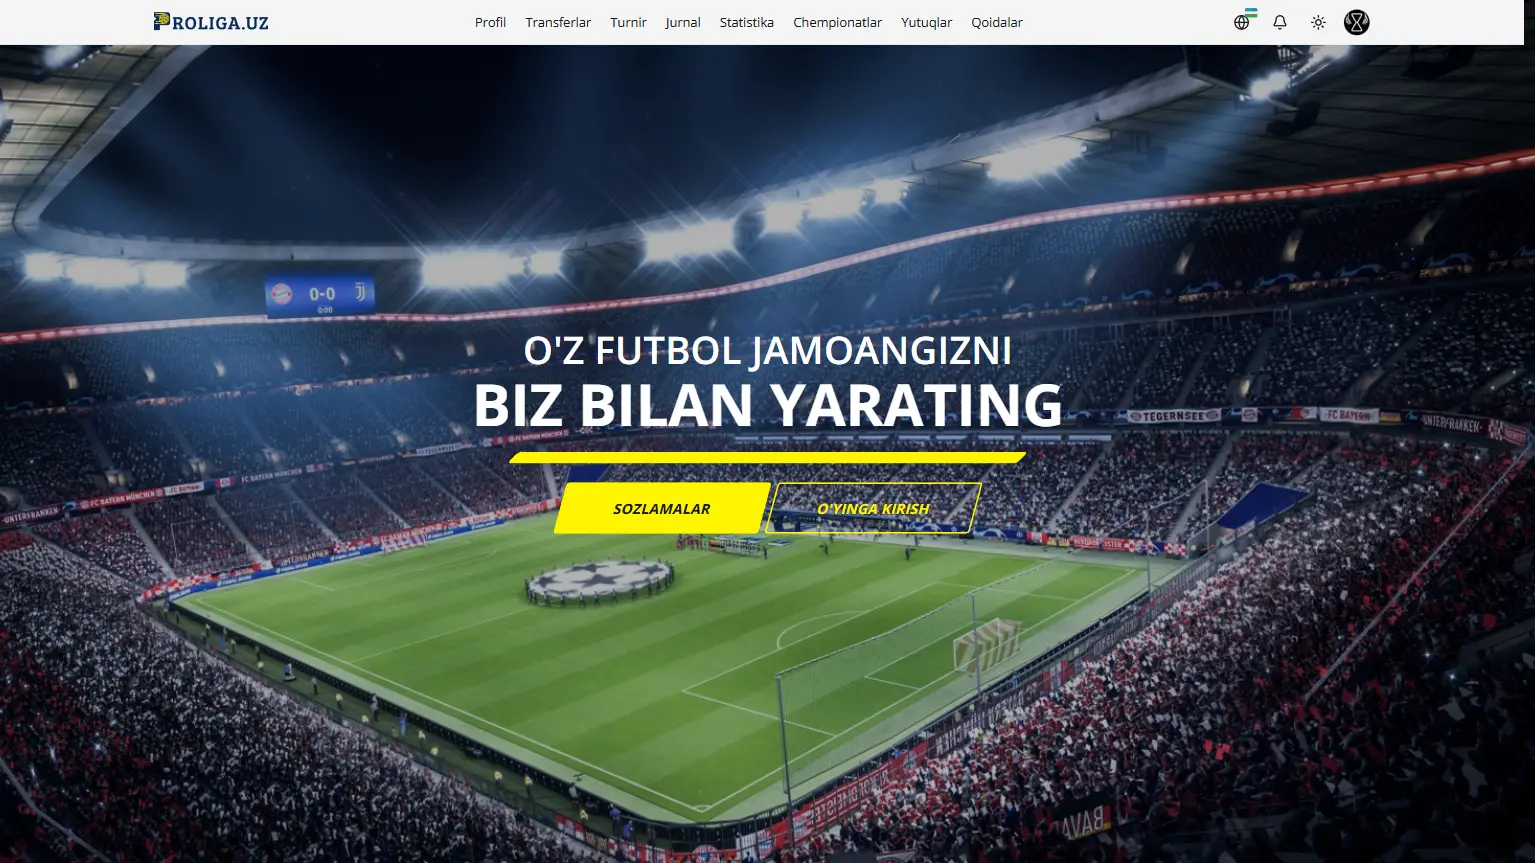 PROLIGA.UZ
Profil
Transferlar
Turnir
Jurnal
Statistika
Chempionatlar
Yutuqlar
Qoidalar
0-0
0:00
O'Z FUTBOL JAMOANGIZNI
BIZ BILAN YARATING
TEGERNSEE
FC BAYERN
UNTERFRANKEN
FC BAYERN MÜNCHEN
UNTERFRANKEN
SOZLAMALAR
O'YINGA KIRISH